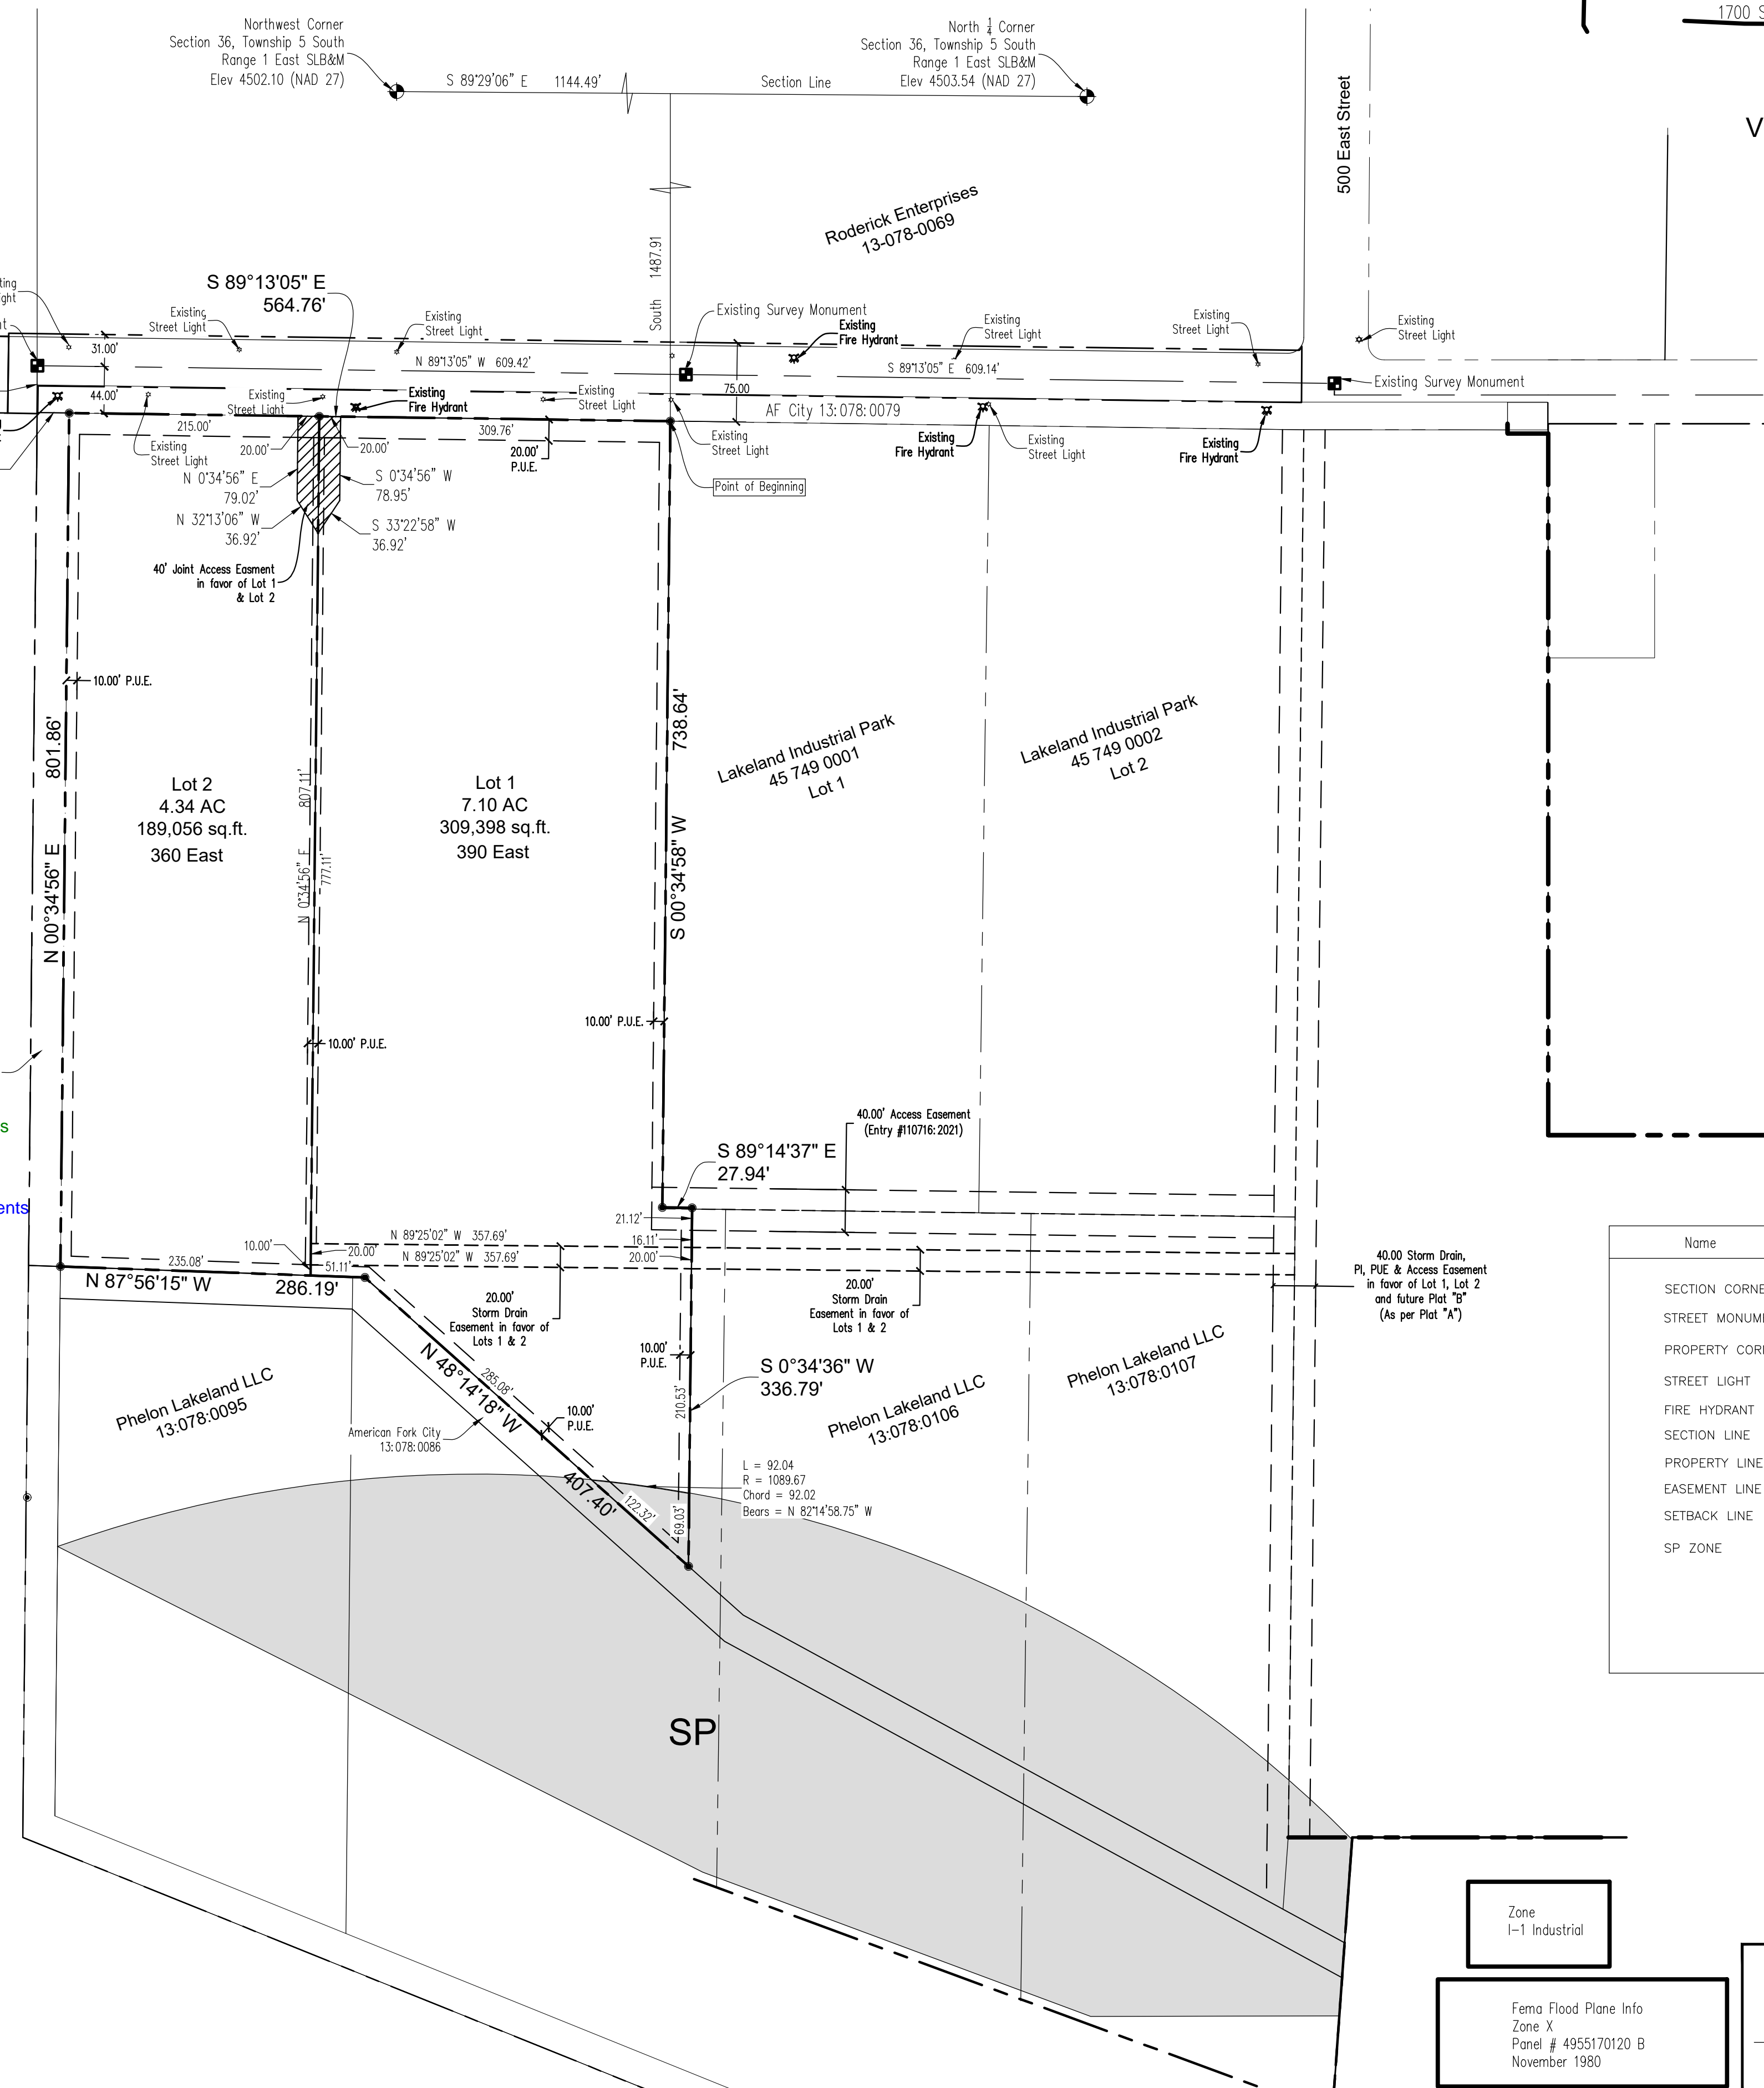 Northwest Corner
Section 36, Township 5 South
Range 1 East SLB&M
Elev 4502.10 (NAD 27)
S 89°29'06" E 1144.49'
Section Line
North 1/4 Corner
Section 36, Township 5 South
Range 1 East SLB&M
Elev 4503.54 (NAD 27)
1700 S
500 East Street
V
Roderick Enterprises
13-078-0069
South 1487.91
S 89°13'05" E
564.76'
Existing
Street Light
Existing
Street Light
Existing Survey Monument
Existing
Fire Hydrant
Existing
Street Light
Existing
Street Light
Existing
Street Light
31.00'
N 89°13'05" W 609.42'
S 89°13'05" E 609.14'
75.00
Existing Survey Monument
44.00'
Existing
Street Light
Existing
Fire Hydrant
Existing
Street Light
AF City 13:078:0079
215.00'
309.76'
20.00'
20.00'
20.00'
P.U.E.
Existing
Street Light
Existing
Street Light
Existing
Fire Hydrant
Existing
Street Light
Existing
Fire Hydrant
N 0°34'56" E
79.02'
S 0°34'56" W
78.95'
Point of Beginning
N 32°13'06" W
36.92'
S 33°22'58" W
36.92'
40' Joint Access Easment
in favor of Lot 1
& Lot 2
10.00' P.U.E.
N 00°34'56" E 801.86'
Lot 2
4.34 AC
189,056 sq.ft.
360 East
N 0°34'56" E 807.11'
777.11'
Lot 1
7.10 AC
309,398 sq.ft.
390 East
S 00°34'58" W 738.64'
Lakeland Industrial Park
45 749 0001
Lot 1
Lakeland Industrial Park
45 749 0002
Lot 2
10.00' P.U.E.
10.00' P.U.E.
40.00' Access Easement
(Entry #110716:2021)
S 89°14'37" E
27.94'
s
ents
21.12'
16.11'
20.00'
N 89°25'02" W 357.69'
N 89°25'02" W 357.69'
10.00'
20.00'
235.08'
51.11'
N 87°56'15" W 286.19'
20.00'
Storm Drain
Easement in favor of
Lots 1 & 2
20.00'
Storm Drain
Easement in favor of
Lots 1 & 2
40.00 Storm Drain,
PI, PUE & Access Easement
in favor of Lot 1, Lot 2
and future Plat "B"
(As per Plat "A")
10.00'
P.U.E.
S 0°34'36" W
336.79'
210.53'
N 48°14'18" W 407.40'
285.08'
10.00'
P.U.E.
122.32'
69.03'
Phelon Lakeland LLC
13:078:0095
American Fork City
13:078:0086
Phelon Lakeland LLC
13:078:0106
Phelon Lakeland LLC
13:078:0107
L = 92.04
R = 1089.67
Chord = 92.02
Bears = N 82°14'58.75" W
SP
Name
SECTION CORNE
STREET MONUM
PROPERTY COR
STREET LIGHT
FIRE HYDRANT
SECTION LINE
PROPERTY LINE
EASEMENT LINE
SETBACK LINE
SP ZONE
Zone
I-1 Industrial
Fema Flood Plane Info
Zone X
Panel # 4955170120 B
November 1980